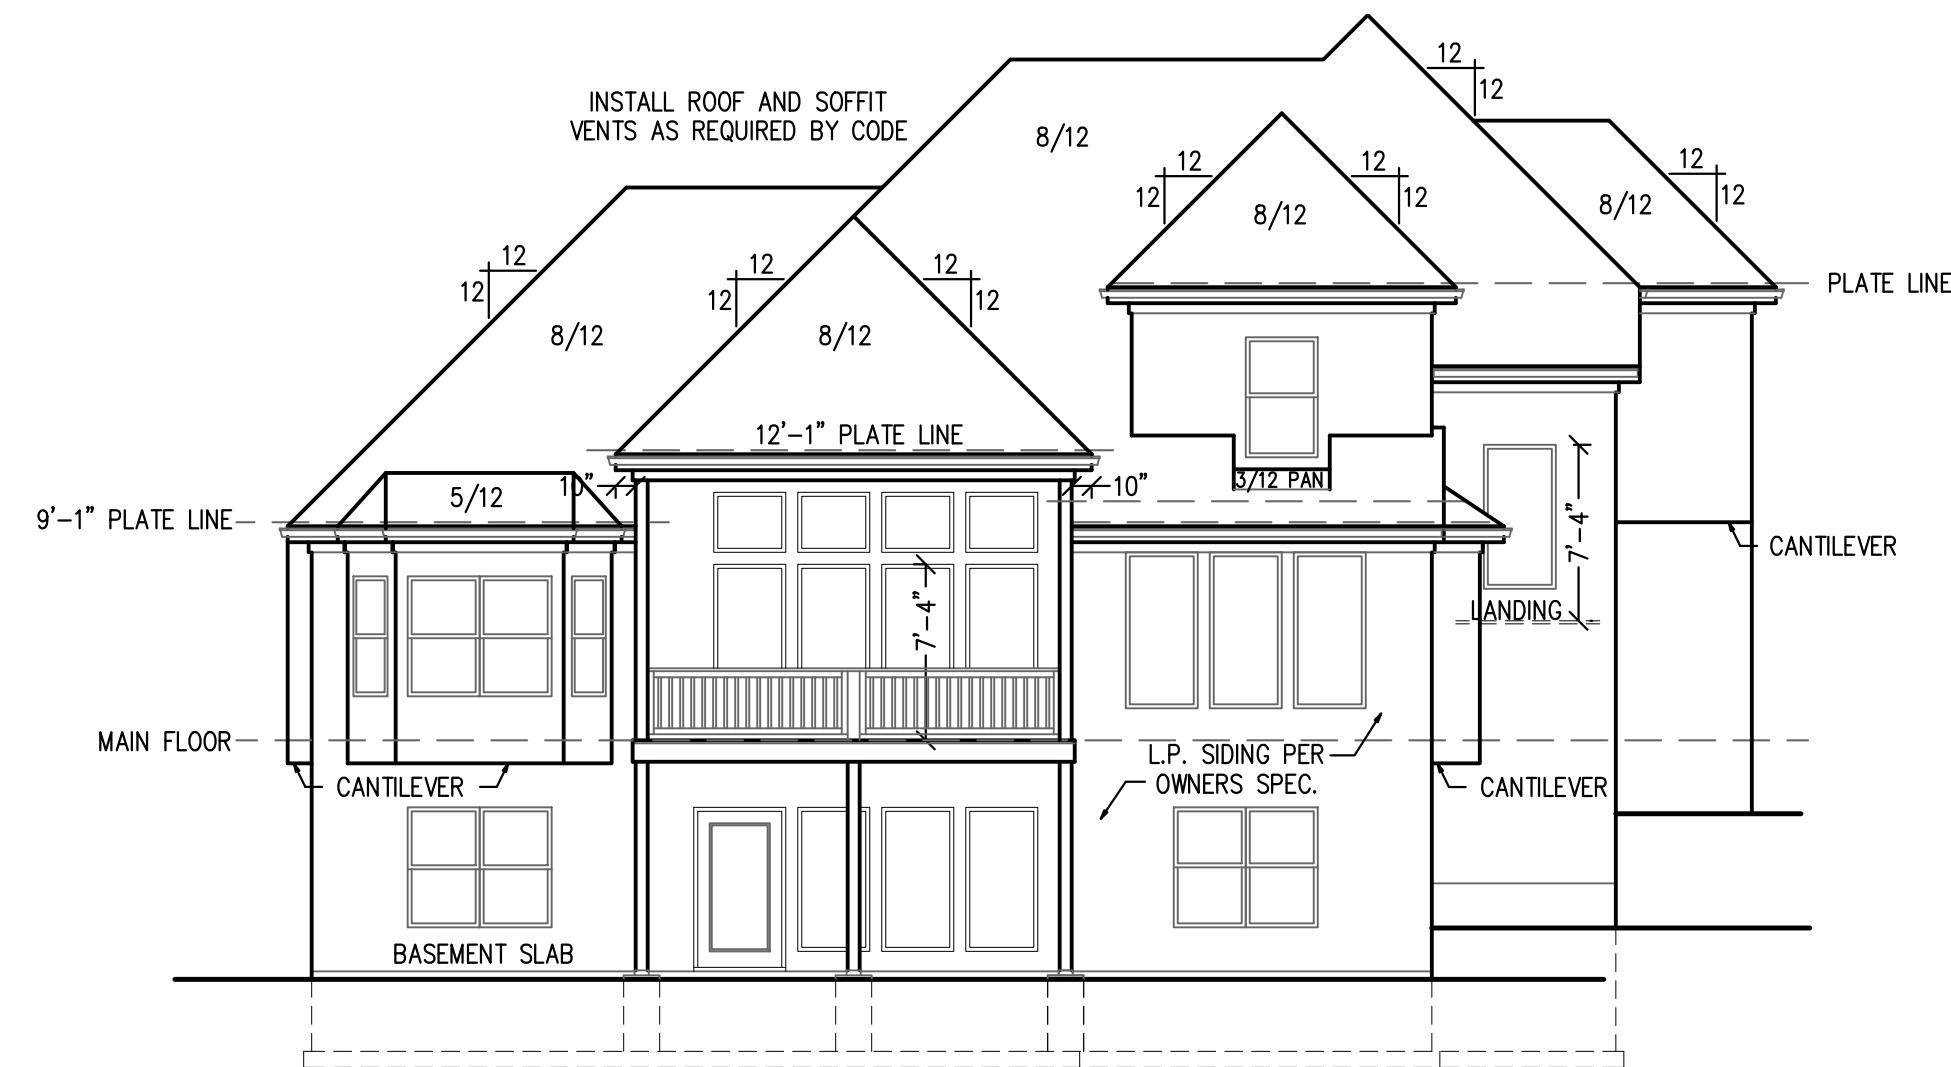 12
12
INSTALL ROOF AND SOFFIT
VENTS AS REQUIRED BY CODE
8/12
12
12
12
12
12
12
8/12
8/12
12
12
PLATE LINE
12
12
12
12
8/12
8/12
12'-1" PLATE LINE
10"
10"
3/12 PAN
5/12
9'-1" PLATE LINE
7'-4"
CANTILEVER
7'-4"
LANDING
MAIN FLOOR
L.P. SIDING PER
OWNERS SPEC.
CANTILEVER
CANTILEVER
BASEMENT SLAB